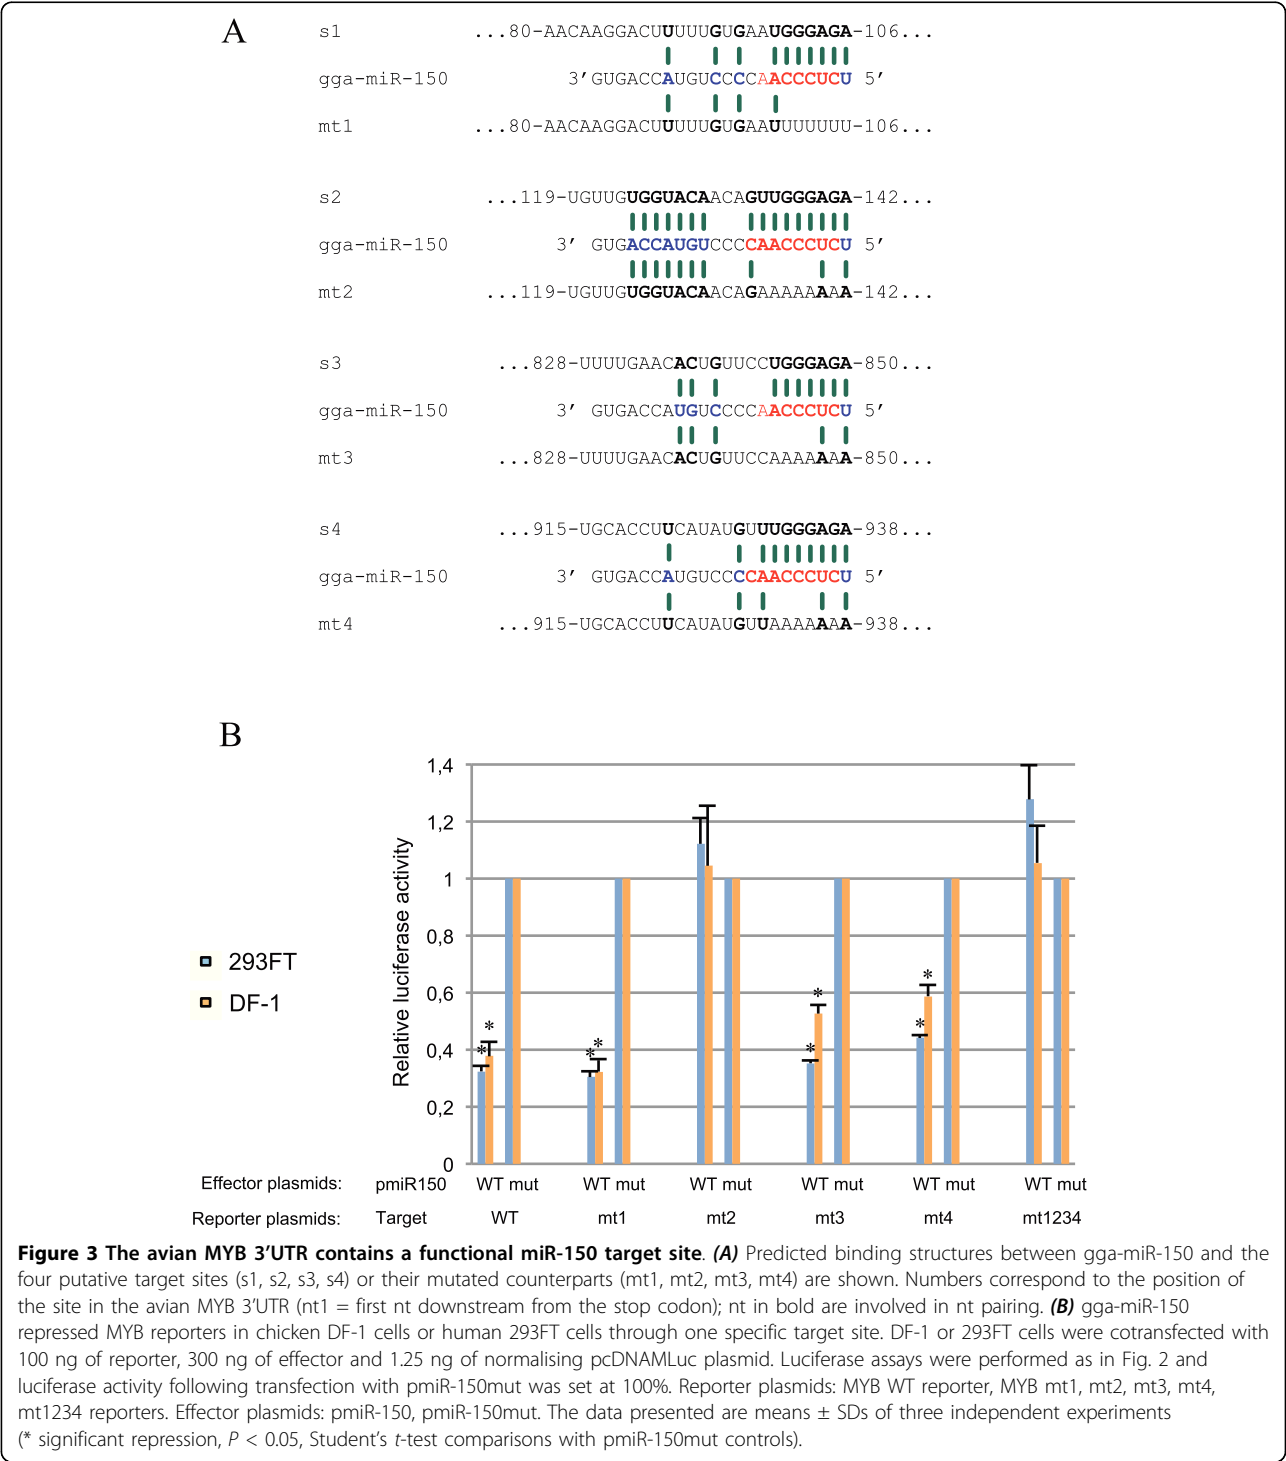 A
s1 ...80-AACAAGGACUUUUUGUGAAUGGGAGA-106...
gga-miR-150 3’GUGACCAUGUCCCCAACCCUCU 5’
mt1 ...80-AACAAGGACUUUUUGUGAAUUUUUUU-106...
s2 ...119-UGUUGUGGUACAACAGUUGGGAGA-142...
gga-miR-150 3’ GUGACCAUGUCCCCAACCCUCU 5’
mt2 ...119-UGUUGUGGUACAACAGAAAAAAAA-142...
s3 ...828-UUUUGAACACUGUUCCUGGGAGA-850...
gga-miR-150 3’ GUGACCAUGUCCCCAACCCUCU 5’
mt3 ...828-UUUUGAACACUGUUCCAAAAAAA-850...
s4 ...915-UGCACCUUCAUAUGUUUGGGAGA-938...
gga-miR-150 3’ GUGACCAUGUCCCCAACCCUCU 5’
mt4 ...915-UGCACCUUCAUAUGUUAAAAAAA-938...
B
1,4
1,2
1
0,8
0,6
0,4
0,2
0
Relative luciferase activity
293FT
DF-1
* * * * * * * *
Effector plasmids: pmiR150 WT mut WT mut WT mut WT mut WT mut WT mut
Reporter plasmids: Target WT mt1 mt2 mt3 mt4 mt1234
Figure 3 The avian MYB 3’UTR contains a functional miR-150 target site. (A) Predicted binding structures between gga-miR-150 and the
four putative target sites (s1, s2, s3, s4) or their mutated counterparts (mt1, mt2, mt3, mt4) are shown. Numbers correspond to the position of
the site in the avian MYB 3’UTR (nt1 = first nt downstream from the stop codon); nt in bold are involved in nt pairing. (B) gga-miR-150
repressed MYB reporters in chicken DF-1 cells or human 293FT cells through one specific target site. DF-1 or 293FT cells were cotransfected with
100 ng of reporter, 300 ng of effector and 1.25 ng of normalising pcDNAMLuc plasmid. Luciferase assays were performed as in Fig. 2 and
luciferase activity following transfection with pmiR-150mut was set at 100%. Reporter plasmids: MYB WT reporter, MYB mt1, mt2, mt3, mt4,
mt1234 reporters. Effector plasmids: pmiR-150, pmiR-150mut. The data presented are means ± SDs of three independent experiments
(* significant repression, P < 0.05, Student’s t-test comparisons with pmiR-150mut controls).